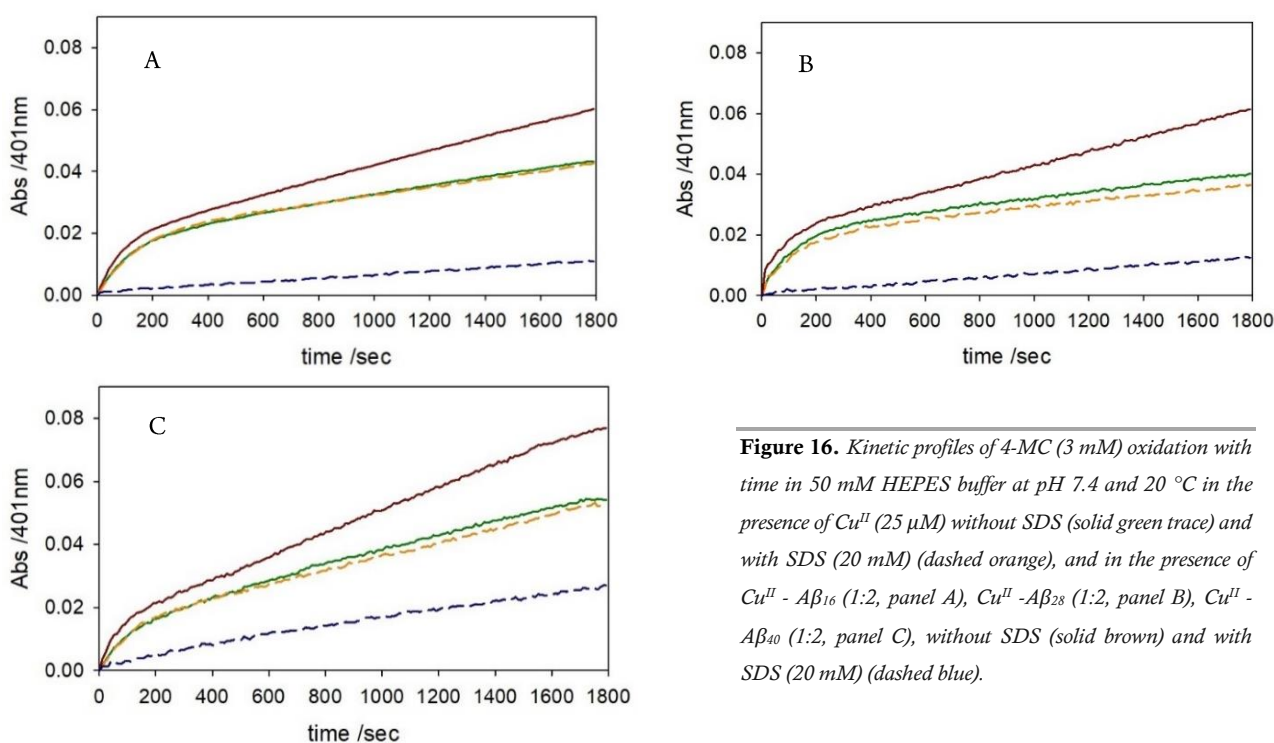 A
Abs /401nm
0.08
0.06
0.04
0.02
0.00
0 200 400 600 800 1000 1200 1400 1600 1800
time /sec
B
Abs /401nm
0.08
0.06
0.04
0.02
0.00
0 200 400 600 800 1000 1200 1400 1600 1800
time /sec
C
Abs /401nm
0.08
0.06
0.04
0.02
0.00
0 200 400 600 800 1000 1200 1400 1600 1800
time /sec
Figure 16. Kinetic profiles of 4-MC (3 mM) oxidation with
time in 50 mM HEPES buffer at pH 7.4 and 20 °C in the
presence of Cuᴵᴵ (25 μM) without SDS (solid green trace) and
with SDS (20 mM) (dashed orange), and in the presence of
Cuᴵᴵ - Aβ₁₆ (1:2, panel A), Cuᴵᴵ -Aβ₂₈ (1:2, panel B), Cuᴵᴵ -
Aβ₄₀ (1:2, panel C), without SDS (solid brown) and with
SDS (20 mM) (dashed blue).